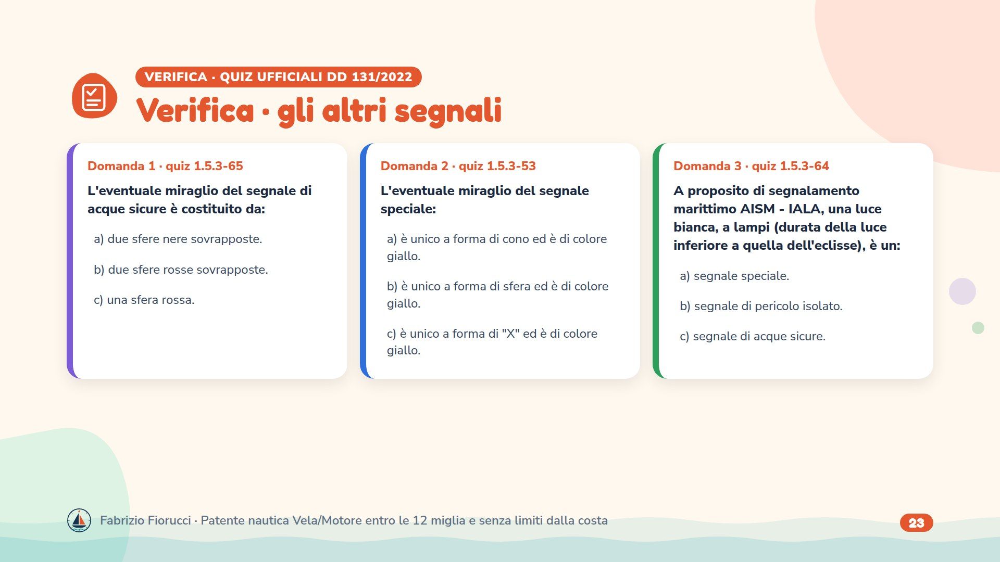 VERIFICA · QUIZ UFFICIALI DD 131/2022
Verifica · gli altri segnali
Domanda 1 · quiz 1.5.3-65
L'eventuale miraglio del segnale di
acque sicure è costituito da:
a) due sfere nere sovrapposte.
b) due sfere rosse sovrapposte.
c) una sfera rossa.
Domanda 2 · quiz 1.5.3-53
L'eventuale miraglio del segnale
speciale:
a) è unico a forma di cono ed è di colore
giallo.
b) è unico a forma di sfera ed è di colore
giallo.
c) è unico a forma di "X" ed è di colore
giallo.
Domanda 3 · quiz 1.5.3-64
A proposito di segnalamento
marittimo AISM - IALA, una luce
bianca, a lampi (durata della luce
inferiore a quella dell'eclisse), è un:
a) segnale speciale.
b) segnale di pericolo isolato.
c) segnale di acque sicure.
Fabrizio Fiorucci · Patente nautica Vela/Motore entro le 12 miglia e senza limiti dalla costa
23